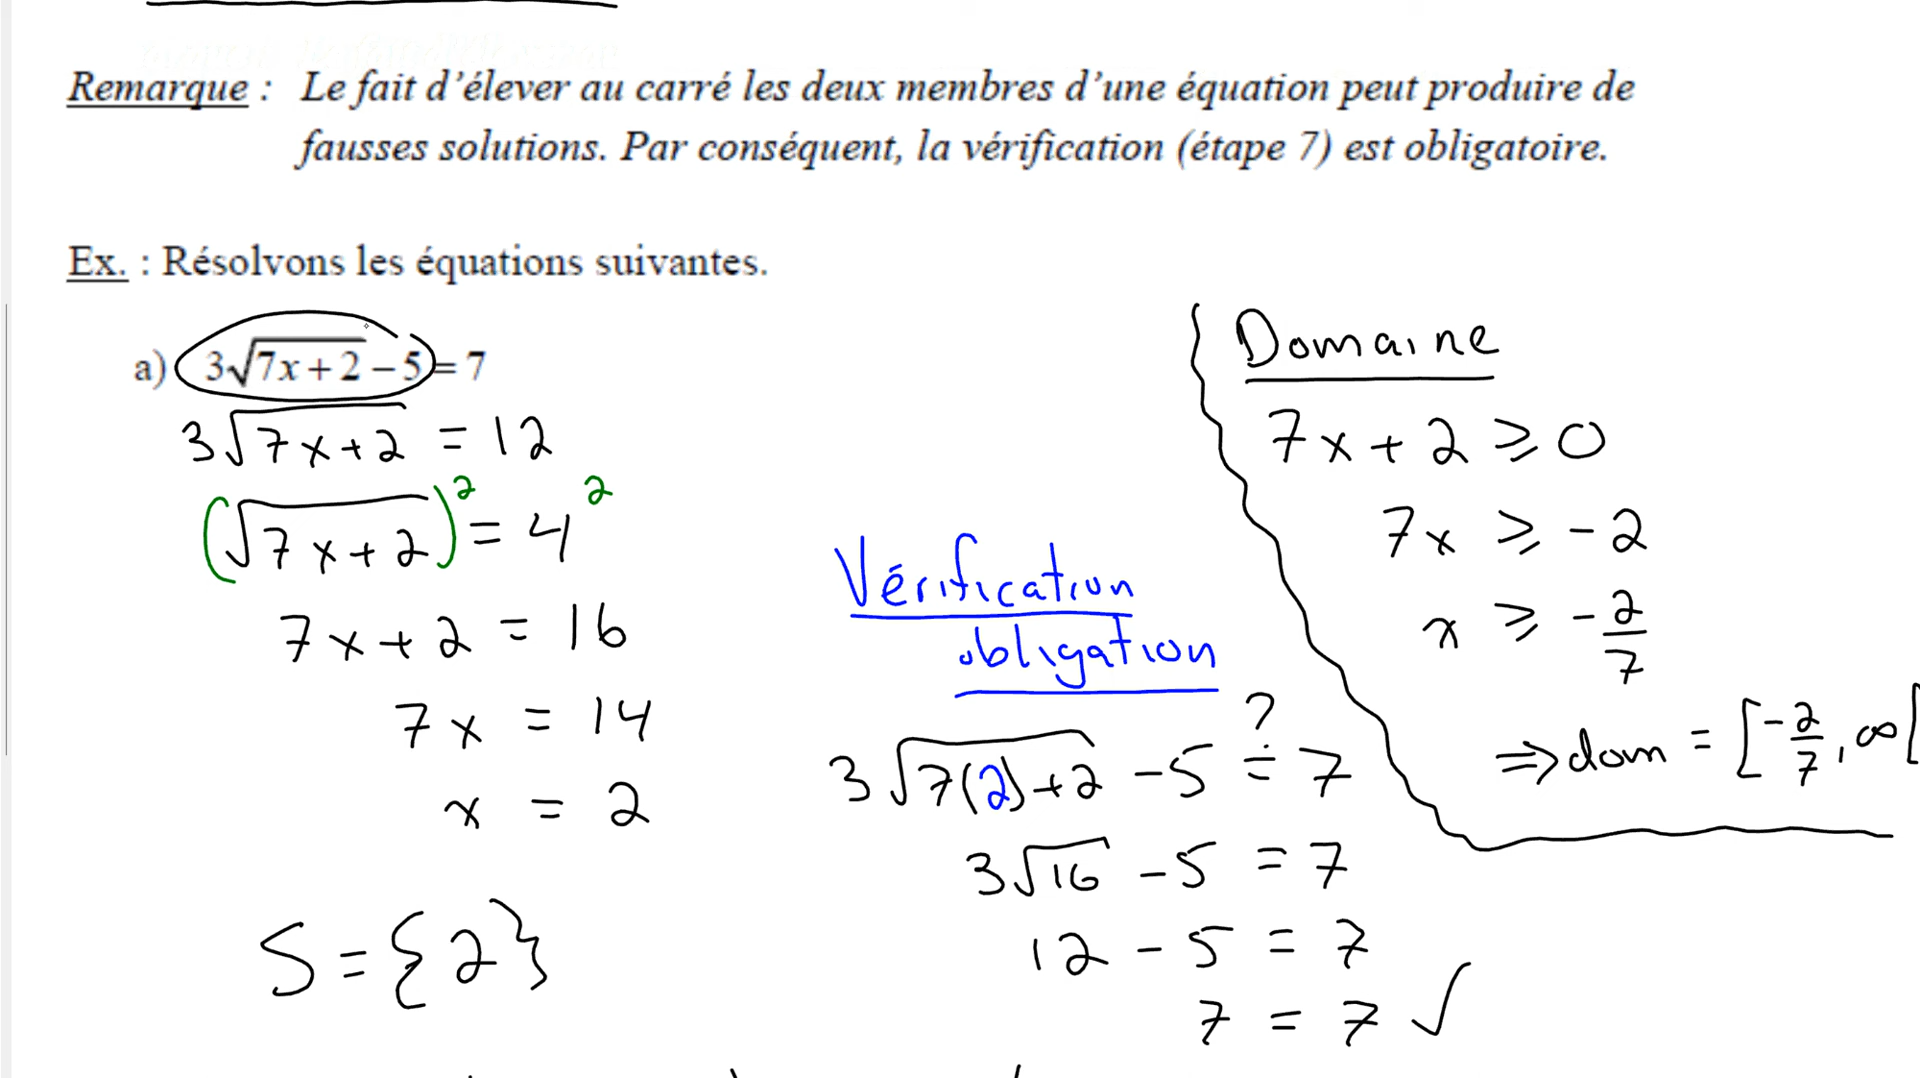 Remarque : Le fait d'élever au carré les deux membres d'une équation peut produire de
fausses solutions. Par conséquent, la vérification (étape 7) est obligatoire.
Ex. : Résolvons les équations suivantes.
a) 3√(7x + 2) − 5 = 7
3√(7x+2) = 12
(√(7x+2))² = 4²
7x+2 = 16
7x = 14
x = 2
S = {2}
Vérification
obligation
3√(7(2)+2) − 5 ≟ 7
3√16 − 5 = 7
12 − 5 = 7
7 = 7 √
Domaine
7x + 2 ⩾ 0
7x ⩾ −2
x ⩾ −2/7
⇒ dom = [−2/7, ∞[